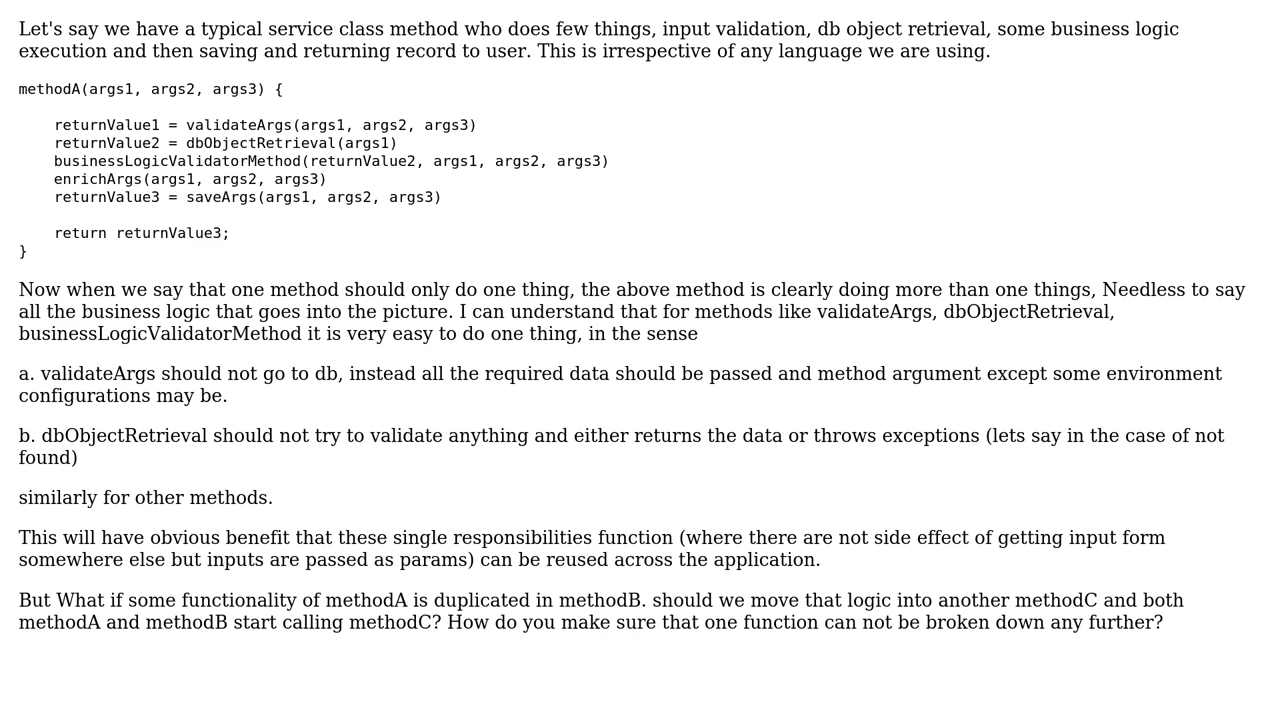 Let's say we have a typical service class method who does few things, input validation, db object retrieval, some business logic
execution and then saving and returning record to user. This is irrespective of any language we are using.
methodA(args1, args2, args3) {
    returnValue1 = validateArgs(args1, args2, args3)
    returnValue2 = dbObjectRetrieval(args1)
    businessLogicValidatorMethod(returnValue2, args1, args2, args3)
    enrichArgs(args1, args2, args3)
    returnValue3 = saveArgs(args1, args2, args3)
    return returnValue3;
}
Now when we say that one method should only do one thing, the above method is clearly doing more than one things, Needless to say
all the business logic that goes into the picture. I can understand that for methods like validateArgs, dbObjectRetrieval,
businessLogicValidatorMethod it is very easy to do one thing, in the sense
a. validateArgs should not go to db, instead all the required data should be passed and method argument except some environment
configurations may be.
b. dbObjectRetrieval should not try to validate anything and either returns the data or throws exceptions (lets say in the case of not
found)
similarly for other methods.
This will have obvious benefit that these single responsibilities function (where there are not side effect of getting input form
somewhere else but inputs are passed as params) can be reused across the application.
But What if some functionality of methodA is duplicated in methodB. should we move that logic into another methodC and both
methodA and methodB start calling methodC? How do you make sure that one function can not be broken down any further?